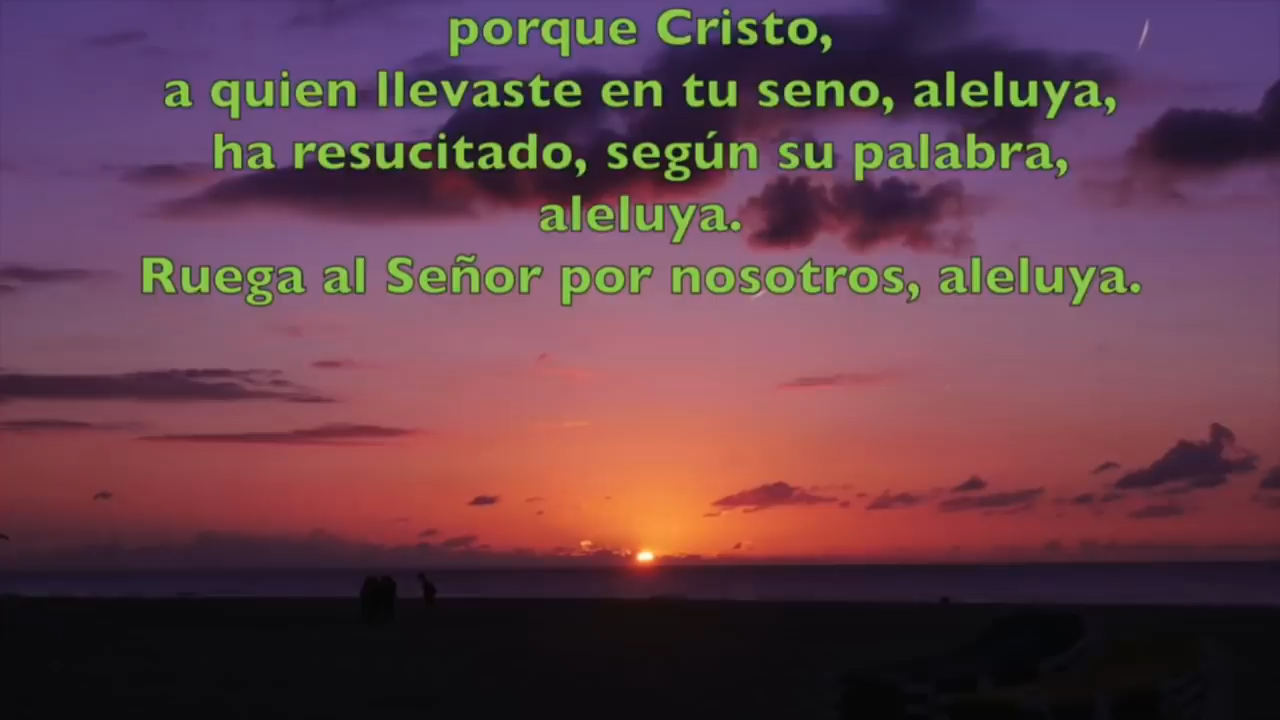 porque Cristo,
a quien llevaste en tu seno, aleluya,
ha resucitado, según su palabra,
aleluya.
Ruega al Señor por nosotros, aleluya.